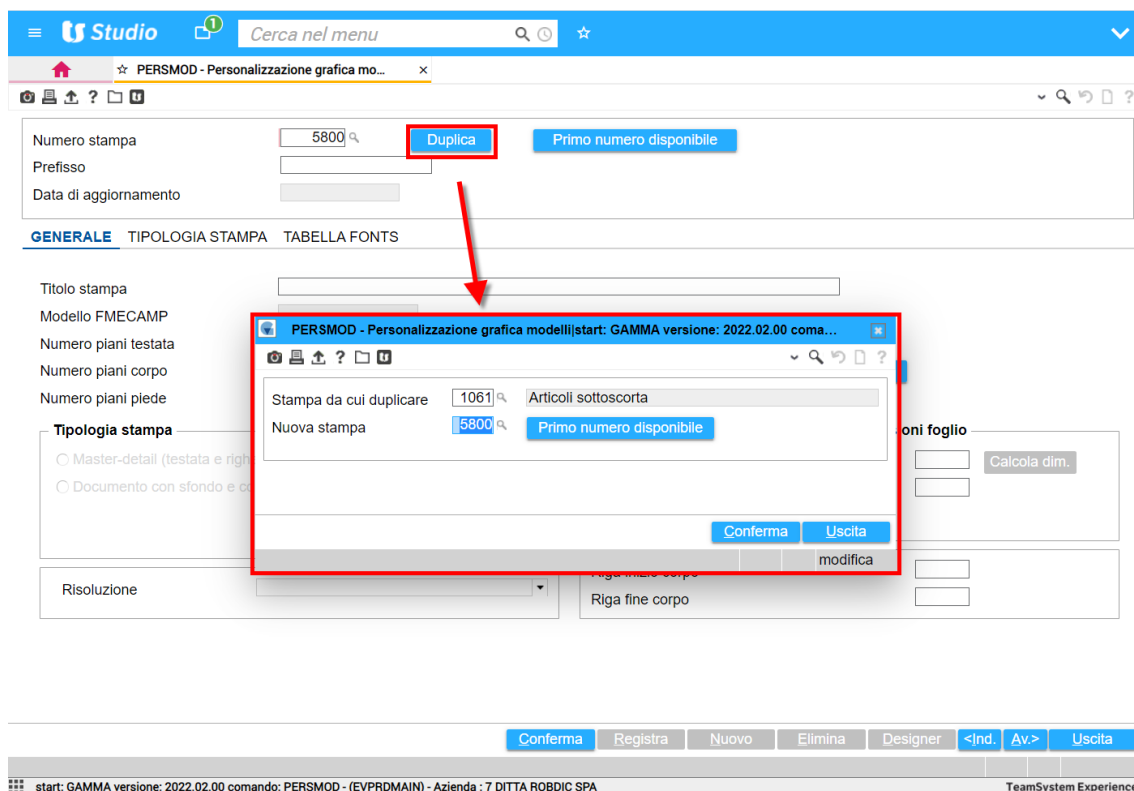 Studio 1 Cerca nel menu
PERSMOD - Personalizzazione grafica mo... ×
Numero stampa 5800 Duplica Primo numero disponibile
Prefisso
Data di aggiornamento
GENERALE TIPOLOGIA STAMPA TABELLA FONTS
Titolo stampa
Modello FMECAMP
Numero piani testata
Numero piani corpo
Numero piani piede
PERSMOD - Personalizzazione grafica modelli|start: GAMMA versione: 2022.02.00 coma...
Stampa da cui duplicare 1061 Articoli sottoscorta
Nuova stampa 5800 Primo numero disponibile
Conferma Uscita
modifica
Tipologia stampa oni foglio
Master-detail (testata e righ Calcola dim.
Documento con sfondo e co
Risoluzione
Riga fine corpo
Conferma Registra Nuovo Elimina Designer <Ind. Av.> Uscita
start: GAMMA versione: 2022.02.00 comando: PERSMOD - (EVPRDMAIN) - Azienda : 7 DITTA ROBDIC SPA TeamSystem Experience